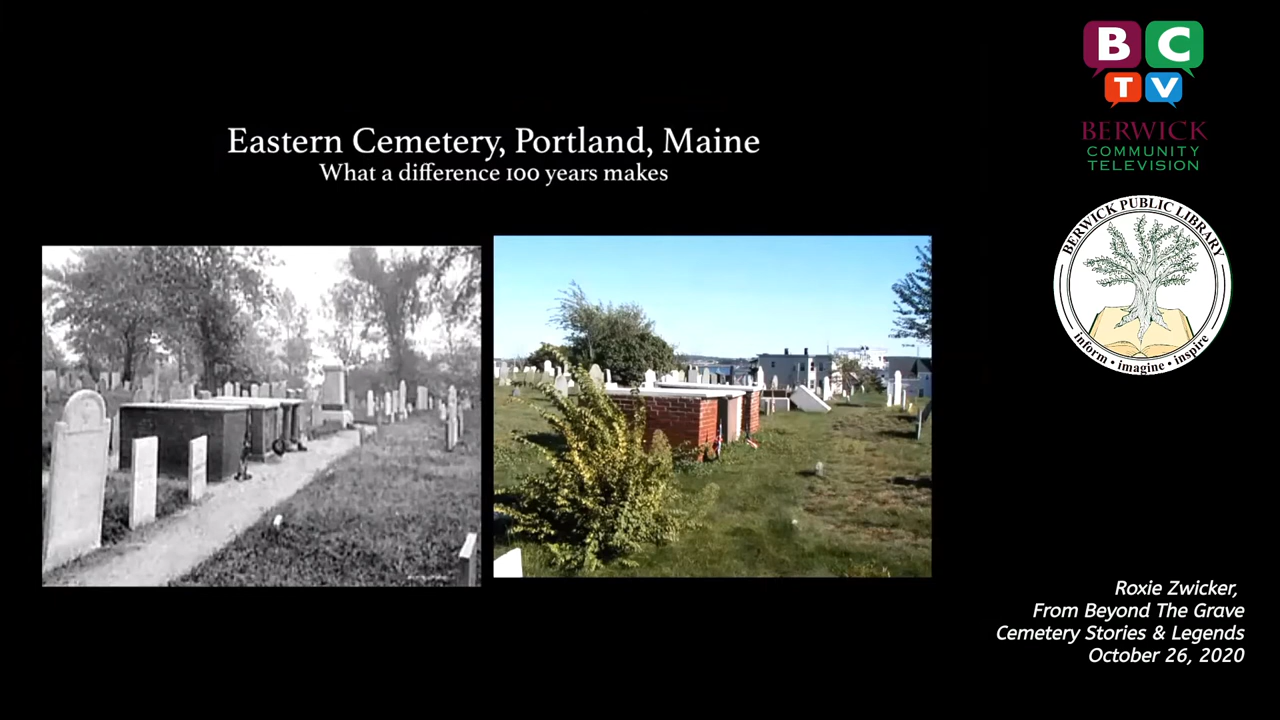 Eastern Cemetery, Portland, Maine
What a difference 100 years makes
B C
T V
BERWICK
COMMUNITY
TELEVISION
BERWICK PUBLIC LIBRARY
inform • imagine • inspire
Roxie Zwicker,
From Beyond The Grave
Cemetery Stories & Legends
October 26, 2020